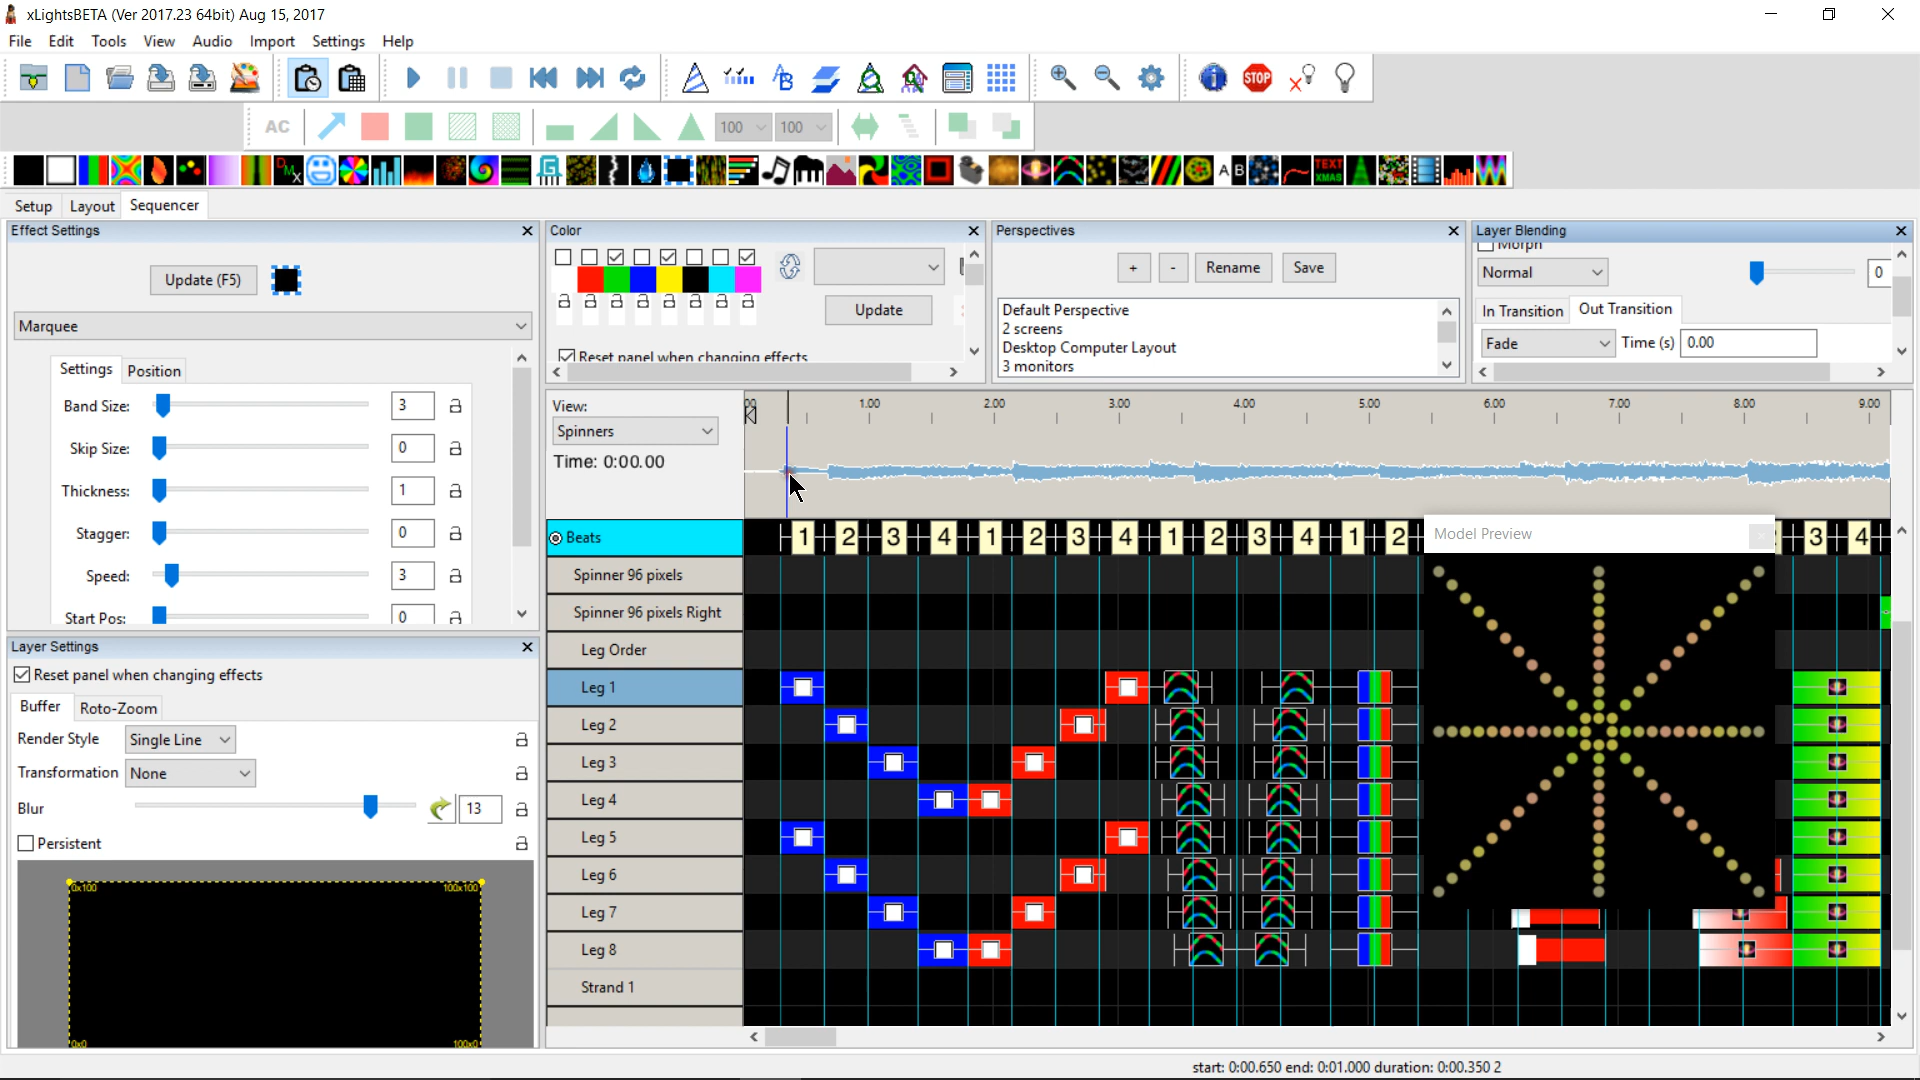 xLightsBETA (Ver 2017.23 64bit) Aug 15, 2017
File Edit Tools View Audio Import Settings Help
AC 100 100
DMX A B TEXT XMAS
Setup Layout Sequencer
Effect Settings
Update (F5)
Marquee
Settings Position
Band Size: 3
Skip Size: 0
Thickness: 1
Stagger: 0
Speed: 3
Start Pos: 0
Layer Settings
Reset panel when changing effects
Buffer Roto-Zoom
Render Style Single Line
Transformation None
Blur 13
Persistent
0x100 100x100
0x0 100x0
Color
Update
Reset panel when changing effects
Perspectives
+ - Rename Save
Default Perspective
2 screens
Desktop Computer Layout
3 monitors
Layer Blending
Morph
Normal 0
In Transition Out Transition
Fade Time (s) 0.00
View:
Spinners
Time: 0:00.00
1.00 2.00 3.00 4.00 5.00 6.00 7.00 8.00 9.00
Beats 1 2 3 4 1 2 3 4 1 2 3 4 1 2 3 4
Model Preview
Spinner 96 pixels
Spinner 96 pixels Right
Leg Order
Leg 1
Leg 2
Leg 3
Leg 4
Leg 5
Leg 6
Leg 7
Leg 8
Strand 1
start: 0:00.650 end: 0:01.000 duration: 0:00.350 2